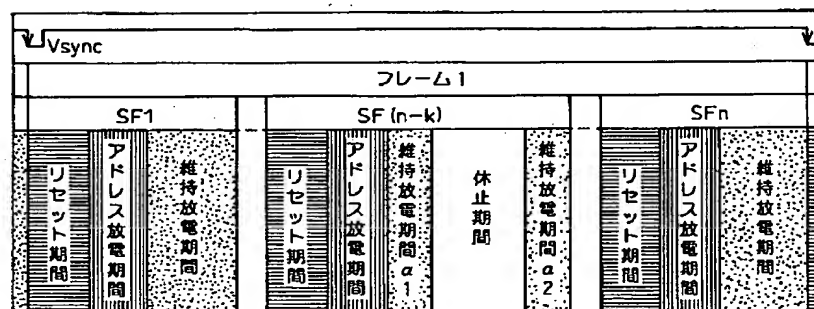 Vsync
フレーム1
SF1
SF(n-k)
SFn
リセット期間
アドレス放電期間
維持放電期間
リセット期間
アドレス放電期間
維持放電期間α1
休止期間
維持放電期間α2
リセット期間
アドレス放電期間
維持放電期間